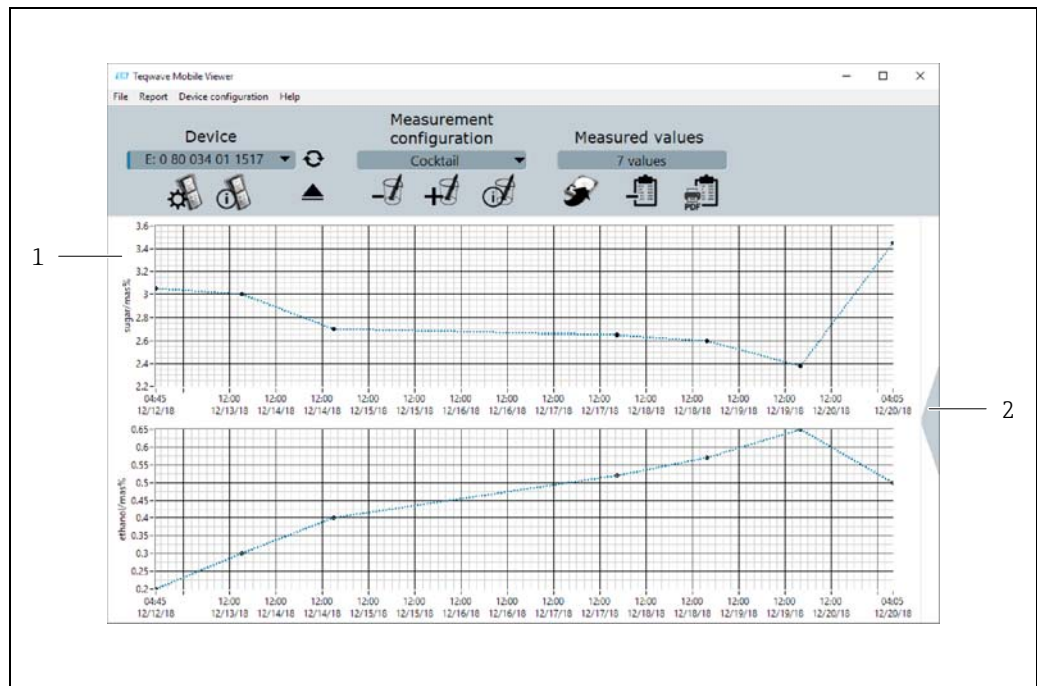 Teqwave Mobile Viewer
File Report Device configuration Help
Device
Measurement configuration
Measured values
E: 0 80 034 01 1517
Cocktail
7 values
PDF
1
2
sugar/mas%
3.6
3.4
3.2
3
2.8
2.6
2.4
2.2
04:45 12:00 12:00 12:00 12:00 12:00 12:00 12:00 12:00 12:00 12:00 12:00 12:00 12:00 12:00 04:05
12/12/18 12/13/18 12/14/18 12/14/18 12/15/18 12/15/18 12/16/18 12/16/18 12/17/18 12/17/18 12/18/18 12/18/18 12/19/18 12/19/18 12/20/18 12/20/18
ethanol/mas%
0.65
0.6
0.55
0.5
0.45
0.4
0.35
0.3
0.25
0.2
04:45 12:00 12:00 12:00 12:00 12:00 12:00 12:00 12:00 12:00 12:00 12:00 12:00 12:00 12:00 04:05
12/12/18 12/13/18 12/14/18 12/14/18 12/15/18 12/15/18 12/16/18 12/16/18 12/17/18 12/17/18 12/18/18 12/18/18 12/19/18 12/19/18 12/20/18 12/20/18